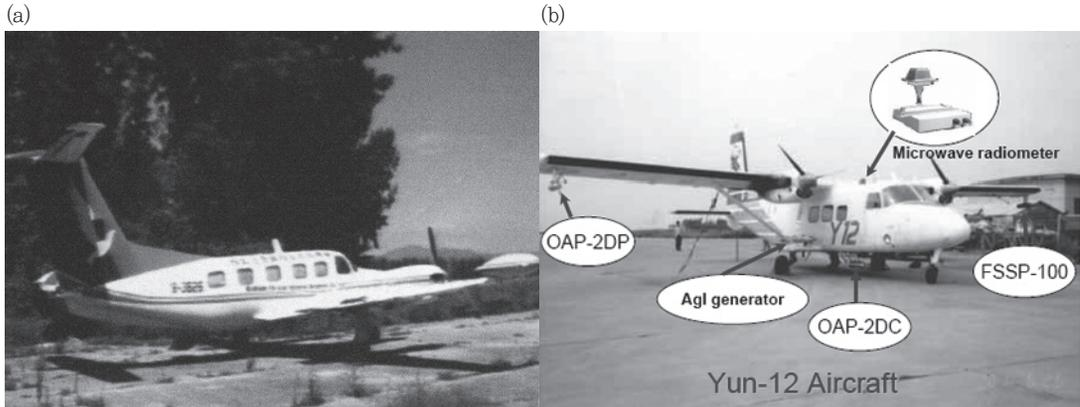 (a)
(b)
Microwave radiometer
OAP-2DP
Y12
FSSP-100
AgI generator
OAP-2DC
Yun-12 Aircraft